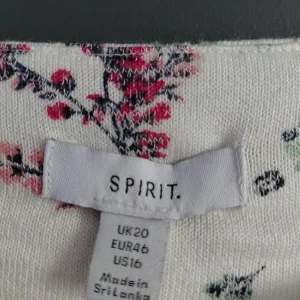 SPIRIT.
UK20
EUR46
US16
Made in
Sri Lanka